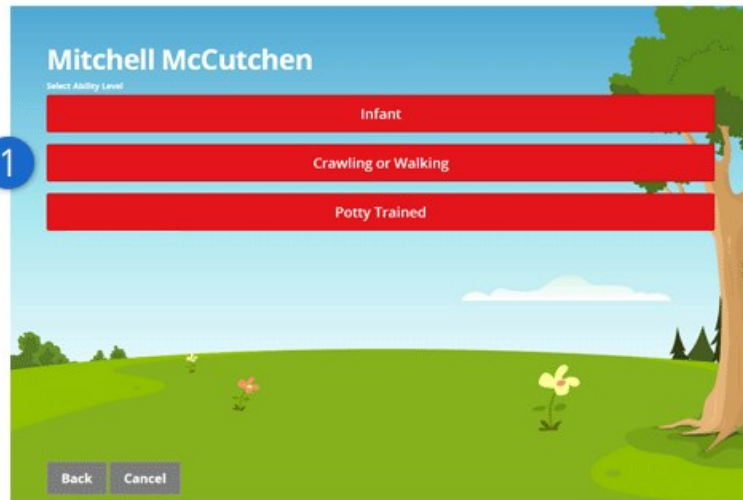 Mitchell McCutchen
Select Ability Level
Infant
1
Crawling or Walking
Potty Trained
Back
Cancel